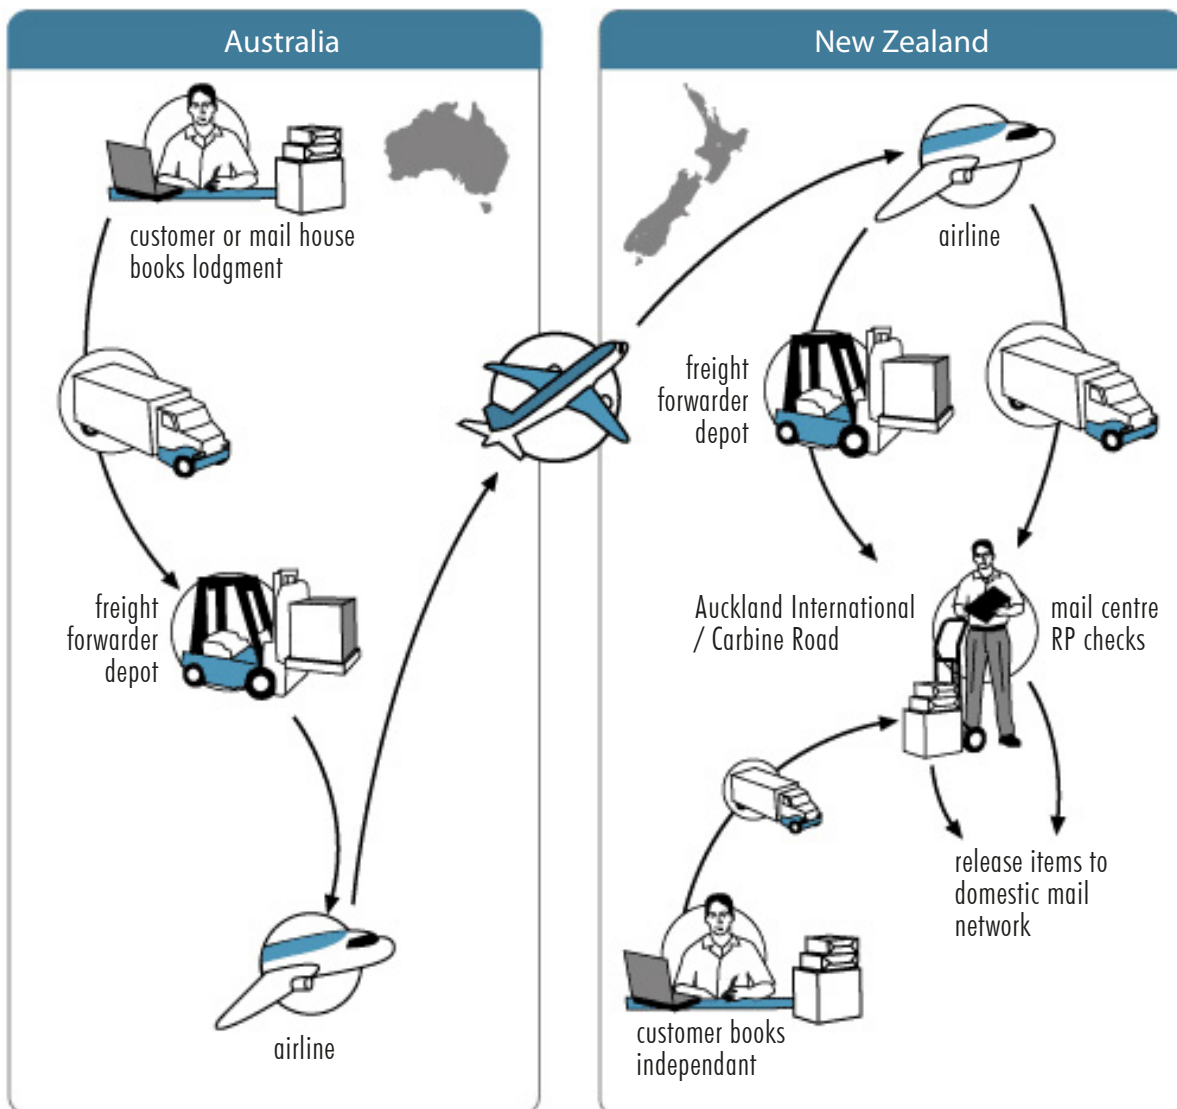 Australia
customer or mail house
books lodgment
freight
forwarder
depot
airline
New Zealand
airline
freight
forwarder
depot
Auckland International
/ Carbine Road
mail centre
RP checks
release items to
domestic mail
network
customer books
independant